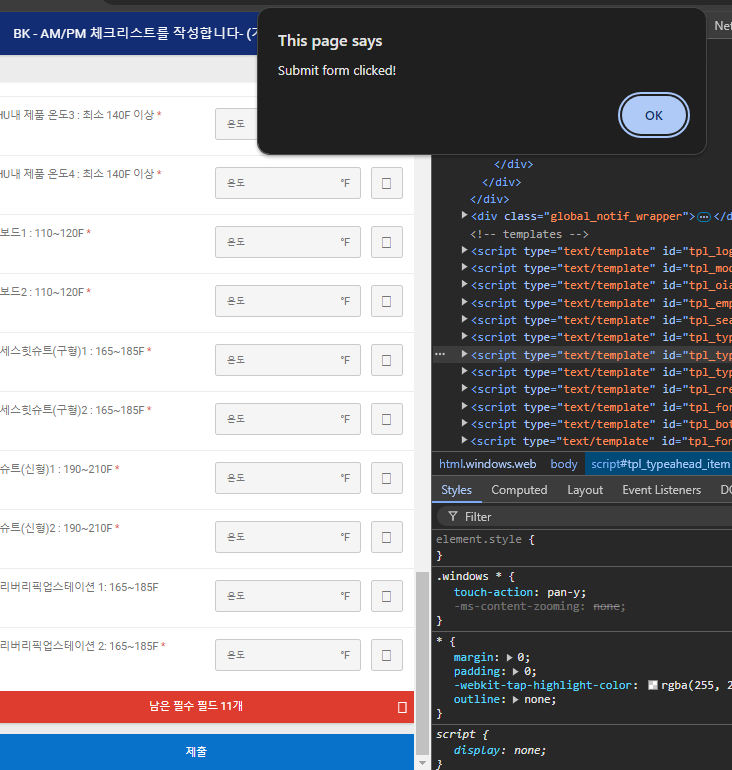 BK - AM/PM 체크리스트를 작성합니다- (기
This page says
Submit form clicked!
OK
Net
HU내 제품 온도3 : 최소 140F 이상 *
온도
HU내 제품 온도4 : 최소 140F 이상 *
온도 °F
보드1 : 110~120F *
온도 °F
보드2 : 110~120F *
온도 °F
세스힛슈트(구형)1 : 165~185F *
온도 °F
세스힛슈트(구형)2 : 165~185F *
온도 °F
슈트(신형)1 : 190~210F *
온도 °F
슈트(신형)2 : 190~210F *
온도 °F
리버리픽업스테이션 1: 165~185F
온도 °F
리버리픽업스테이션 2: 165~185F *
온도 °F
남은 필수 필드 11개
제출
</div>
</div>
</div>
<div class="global_notif_wrapper">…</d
<!-- templates -->
<script type="text/template" id="tpl_log
<script type="text/template" id="tpl_mod
<script type="text/template" id="tpl_oia
<script type="text/template" id="tpl_emp
<script type="text/template" id="tpl_sea
<script type="text/template" id="tpl_typ
<script type="text/template" id="tpl_typ
<script type="text/template" id="tpl_typ
<script type="text/template" id="tpl_cre
<script type="text/template" id="tpl_for
<script type="text/template" id="tpl_bot
<script type="text/template" id="tpl_for
html.windows.web body script#tpl_typeahead_item
Styles Computed Layout Event Listeners DO
Filter
element.style {
}
.windows * {
touch-action: pan-y;
-ms-content-zooming: none;
}
* {
margin: 0;
padding: 0;
-webkit-tap-highlight-color: rgba(255, 2
outline: none;
}
script {
display: none;
}